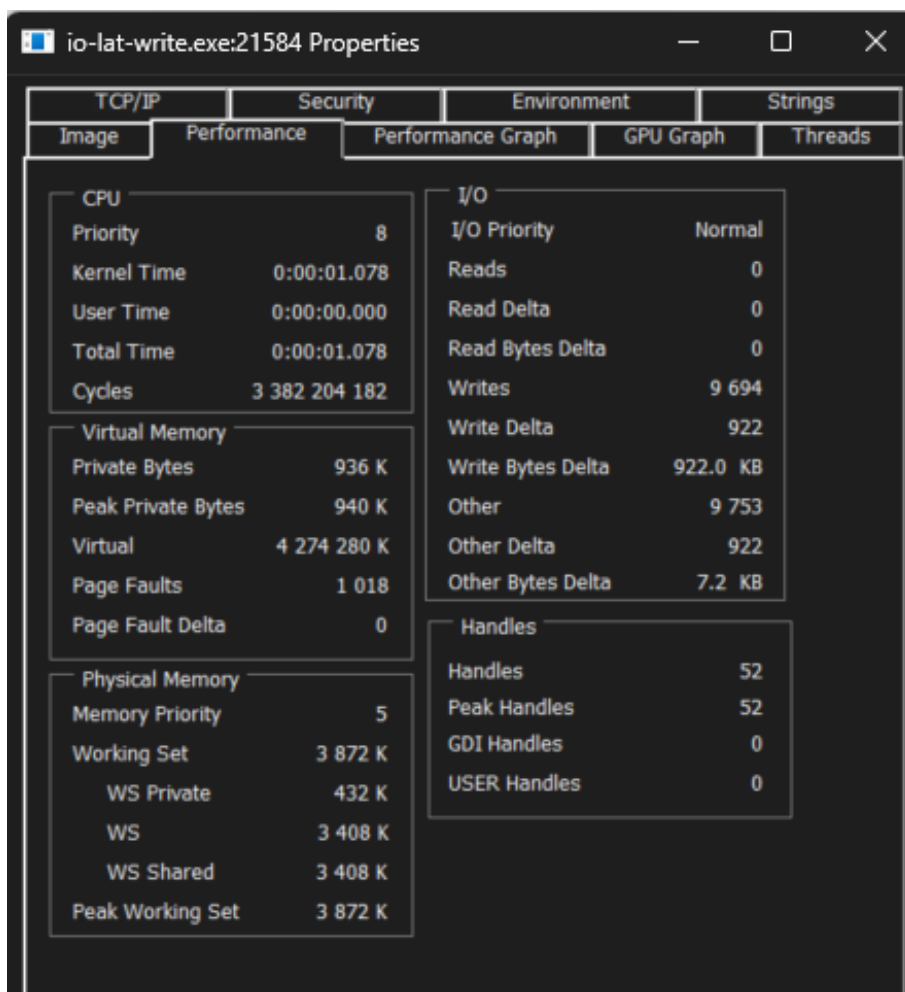 io-lat-write.exe:21584 Properties
TCP/IP Security Environment Strings
Image Performance Performance Graph GPU Graph Threads
CPU
Priority 8
Kernel Time 0:00:01.078
User Time 0:00:00.000
Total Time 0:00:01.078
Cycles 3 382 204 182
Virtual Memory
Private Bytes 936 K
Peak Private Bytes 940 K
Virtual 4 274 280 K
Page Faults 1 018
Page Fault Delta 0
Physical Memory
Memory Priority 5
Working Set 3 872 K
WS Private 432 K
WS 3 408 K
WS Shared 3 408 K
Peak Working Set 3 872 K
I/O
I/O Priority Normal
Reads 0
Read Delta 0
Read Bytes Delta 0
Writes 9 694
Write Delta 922
Write Bytes Delta 922.0 KB
Other 9 753
Other Delta 922
Other Bytes Delta 7.2 KB
Handles
Handles 52
Peak Handles 52
GDI Handles 0
USER Handles 0